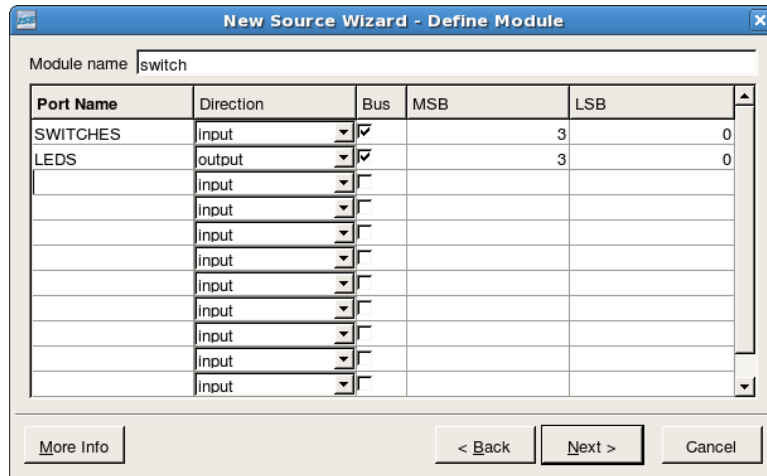 ISE New Source Wizard - Define Module
Module name switch
Port Name Direction Bus MSB LSB
SWITCHES input 3 0
LEDS output 3 0
input
input
input
input
input
input
input
input
input
More Info < Back Next > Cancel